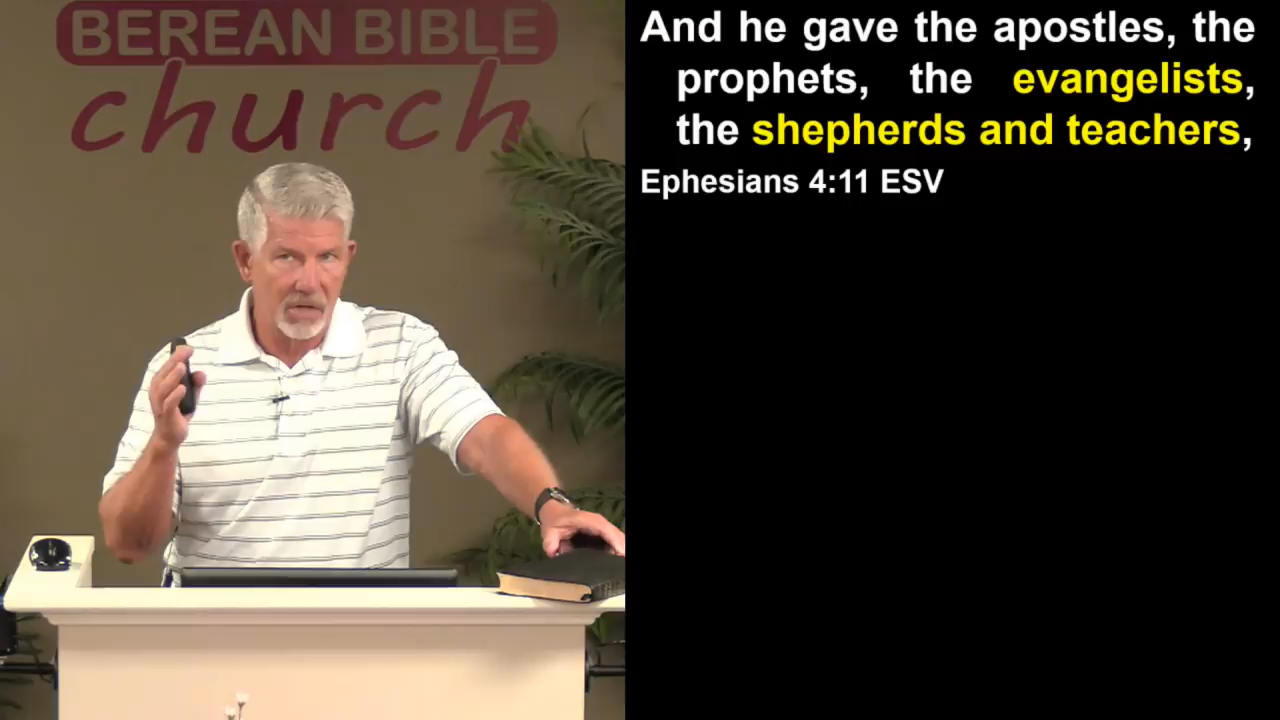 BEREAN BIBLE
church
And he gave the apostles, the
prophets, the evangelists,
the shepherds and teachers,
Ephesians 4:11 ESV